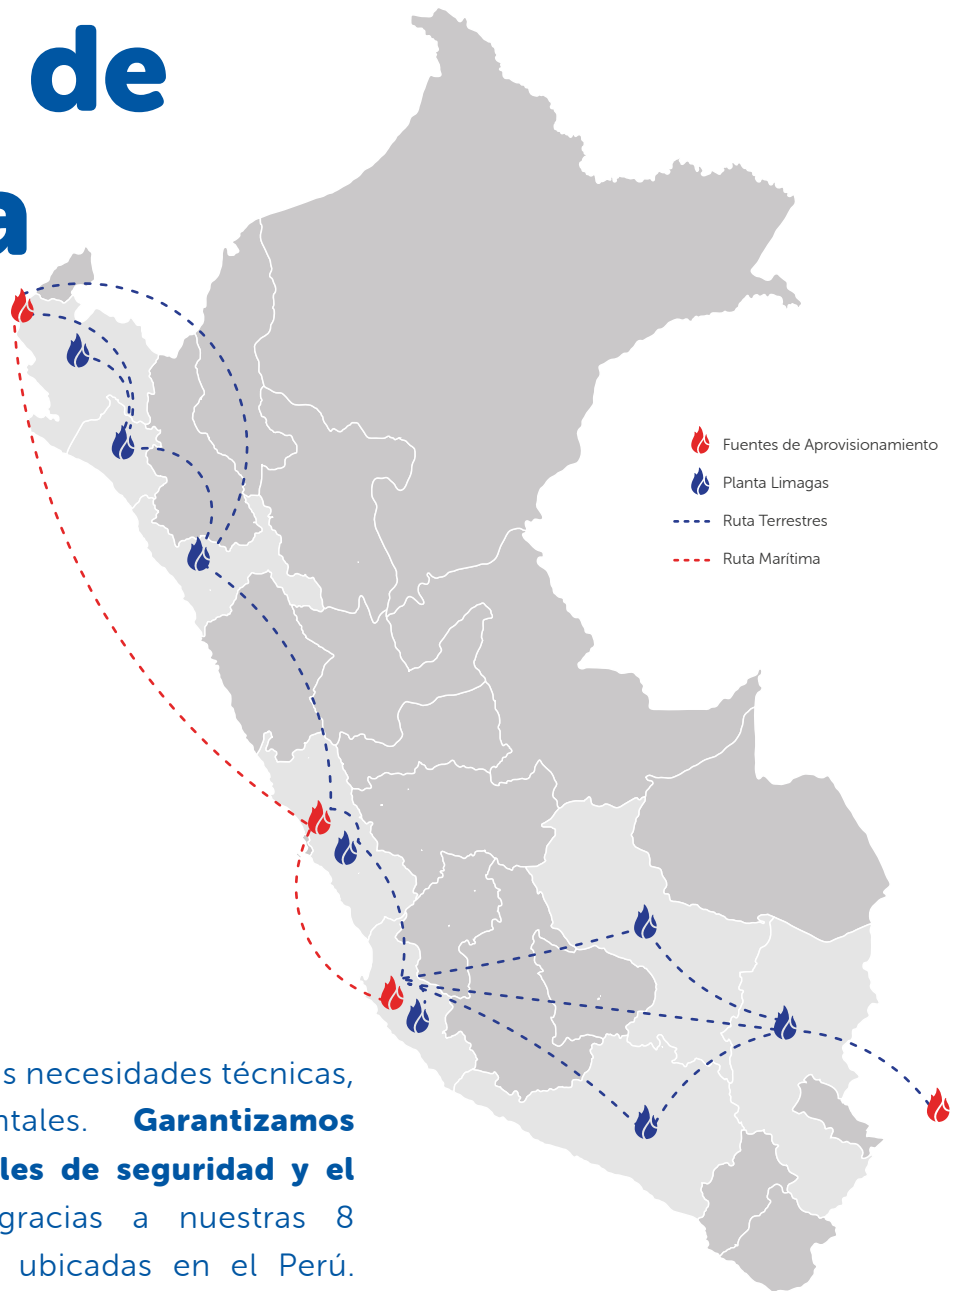 de
a
Fuentes de Aprovisionamiento
Planta Limagas
Ruta Terrestres
Ruta Marítima
s necesidades técnicas,
ntales. Garantizamos
les de seguridad y el
gracias a nuestras 8
ubicadas en el Perú.